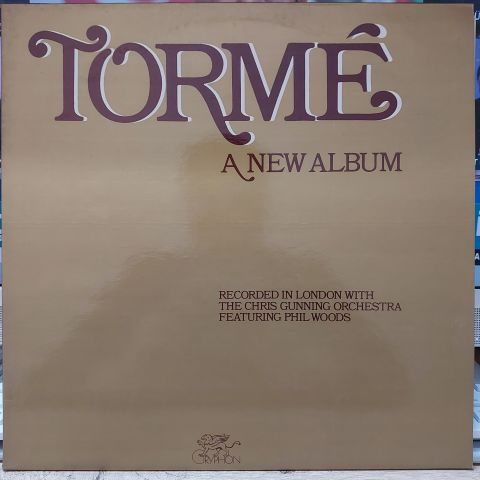 TORMÉ
A NEW ALBUM
RECORDED IN LONDON WITH
THE CHRIS GUNNING ORCHESTRA
FEATURING PHIL WOODS
GRYPHON